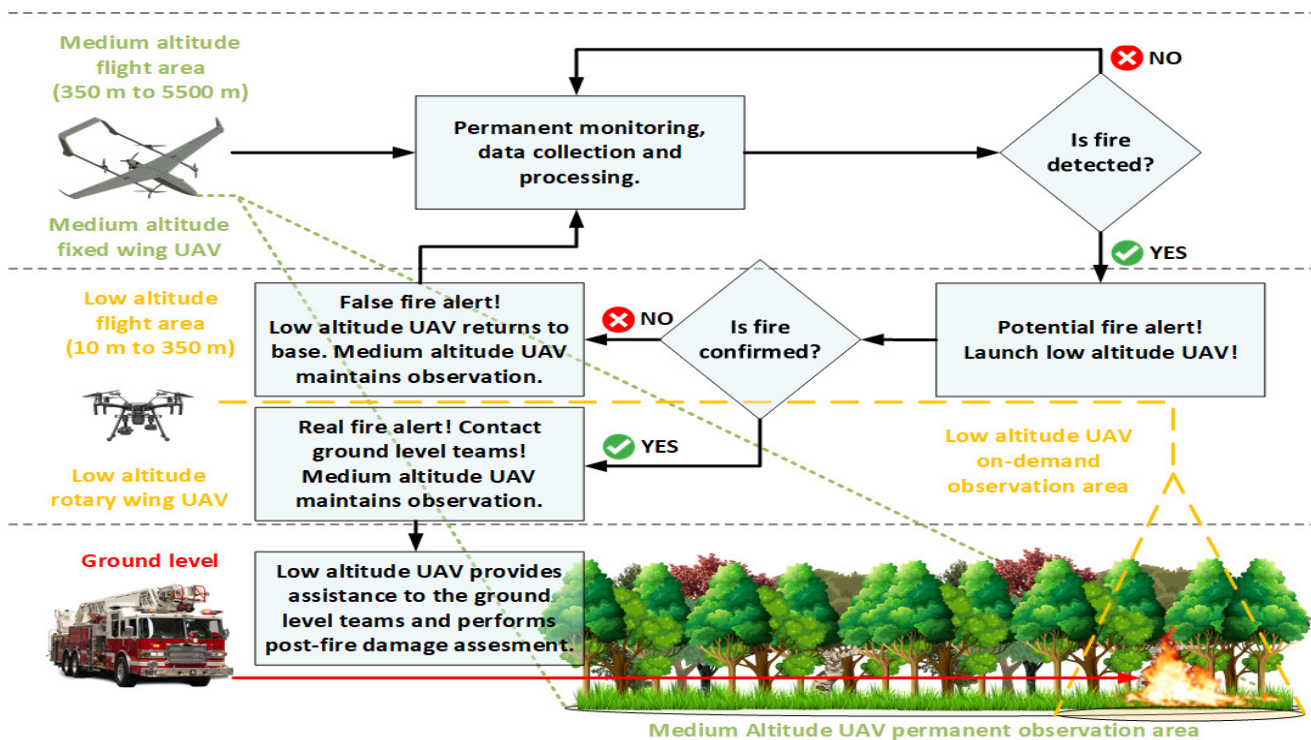 Medium altitude
flight area
(350 m to 5500 m)
Medium altitude
fixed wing UAV
Permanent monitoring,
data collection and
processing.
NO
Is fire
detected?
YES
Low altitude
flight area
(10 m to 350 m)
Low altitude
rotary wing UAV
False fire alert!
Low altitude UAV returns to
base. Medium altitude UAV
maintains observation.
NO
Is fire
confirmed?
Potential fire alert!
Launch low altitude UAV!
Real fire alert! Contact
ground level teams!
Medium altitude UAV
maintains observation.
YES
Low altitude UAV
on-demand
observation area
Ground level
Low altitude UAV provides
assistance to the ground
level teams and performs
post-fire damage assesment.
Medium Altitude UAV permanent observation area